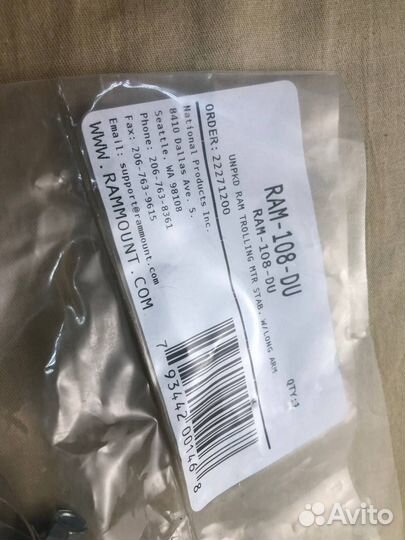 RAM-108-DU
RAM-108-DU
UNPKD RAM TROLLING MTR STAB. W/LONG ARM
QTY:1
ORDER: 22271200
National Products Inc.
8410 Dallas Ave. S.
Seattle, WA 98108
Phone: 206-763-8361
Fax: 206-763-9615
Email: support@rammount.com
WWW.RAMMOUNT.COM
7 93442 00146 8
Avito